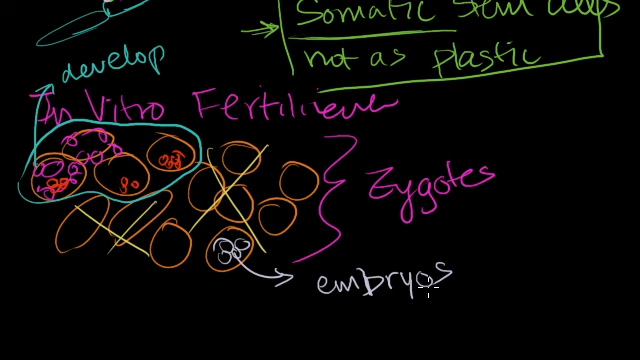 Somatic Stem cells
not as plastic
develop
In Vitro Fertilization
Zygotes
embryos